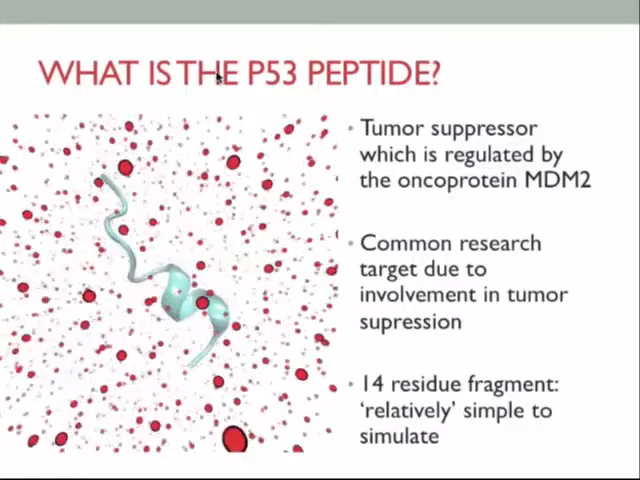 WHAT IS THE P53 PEPTIDE?
• Tumor suppressor
which is regulated by
the oncoprotein MDM2
• Common research
target due to
involvement in tumor
supression
• 14 residue fragment:
‘relatively’ simple to
simulate